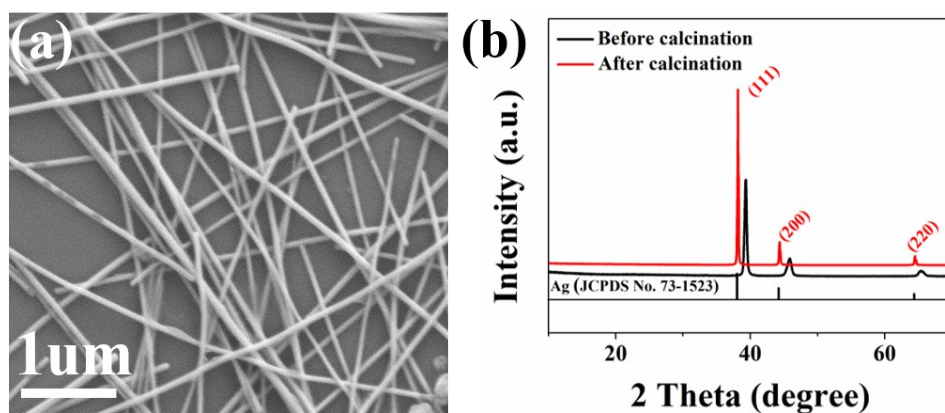 (a)
1um
(b)
Before calcination
After calcination
(111)
(200)
(220)
Ag (JCPDS No. 73-1523)
Intensity (a.u.)
20
40
60
2 Theta (degree)